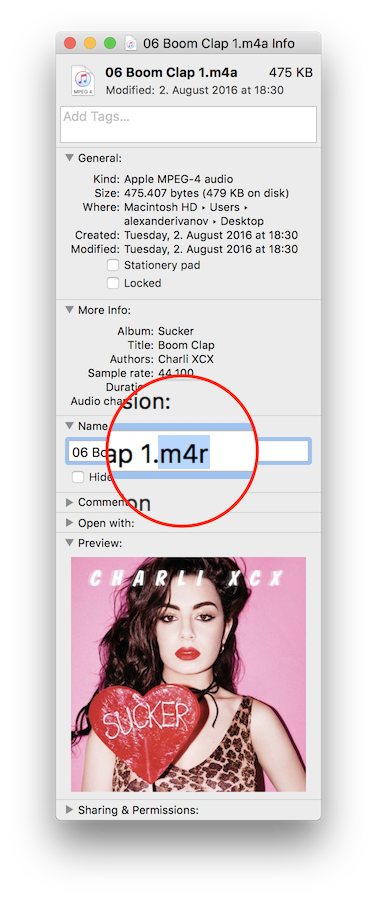 06 Boom Clap 1.m4a Info
MPEG 4
06 Boom Clap 1.m4a 475 KB
Modified: 2. August 2016 at 18:30
Add Tags...
General:
Kind: Apple MPEG-4 audio
Size: 475.407 bytes (479 KB on disk)
Where: Macintosh HD ▸ Users ▸
alexanderivanov ▸ Desktop
Created: Tuesday, 2. August 2016 at 18:30
Modified: Tuesday, 2. August 2016 at 18:30
Stationery pad
Locked
More Info:
Album: Sucker
Title: Boom Clap
Authors: Charli XCX
Sample rate: 44.100
Duratio
Audio cha
sion:
Name
06 Bo
ap 1.m4r
Hide
Commen
on
Open with:
Preview:
CHARLI XCX
SUCKER
Sharing & Permissions: